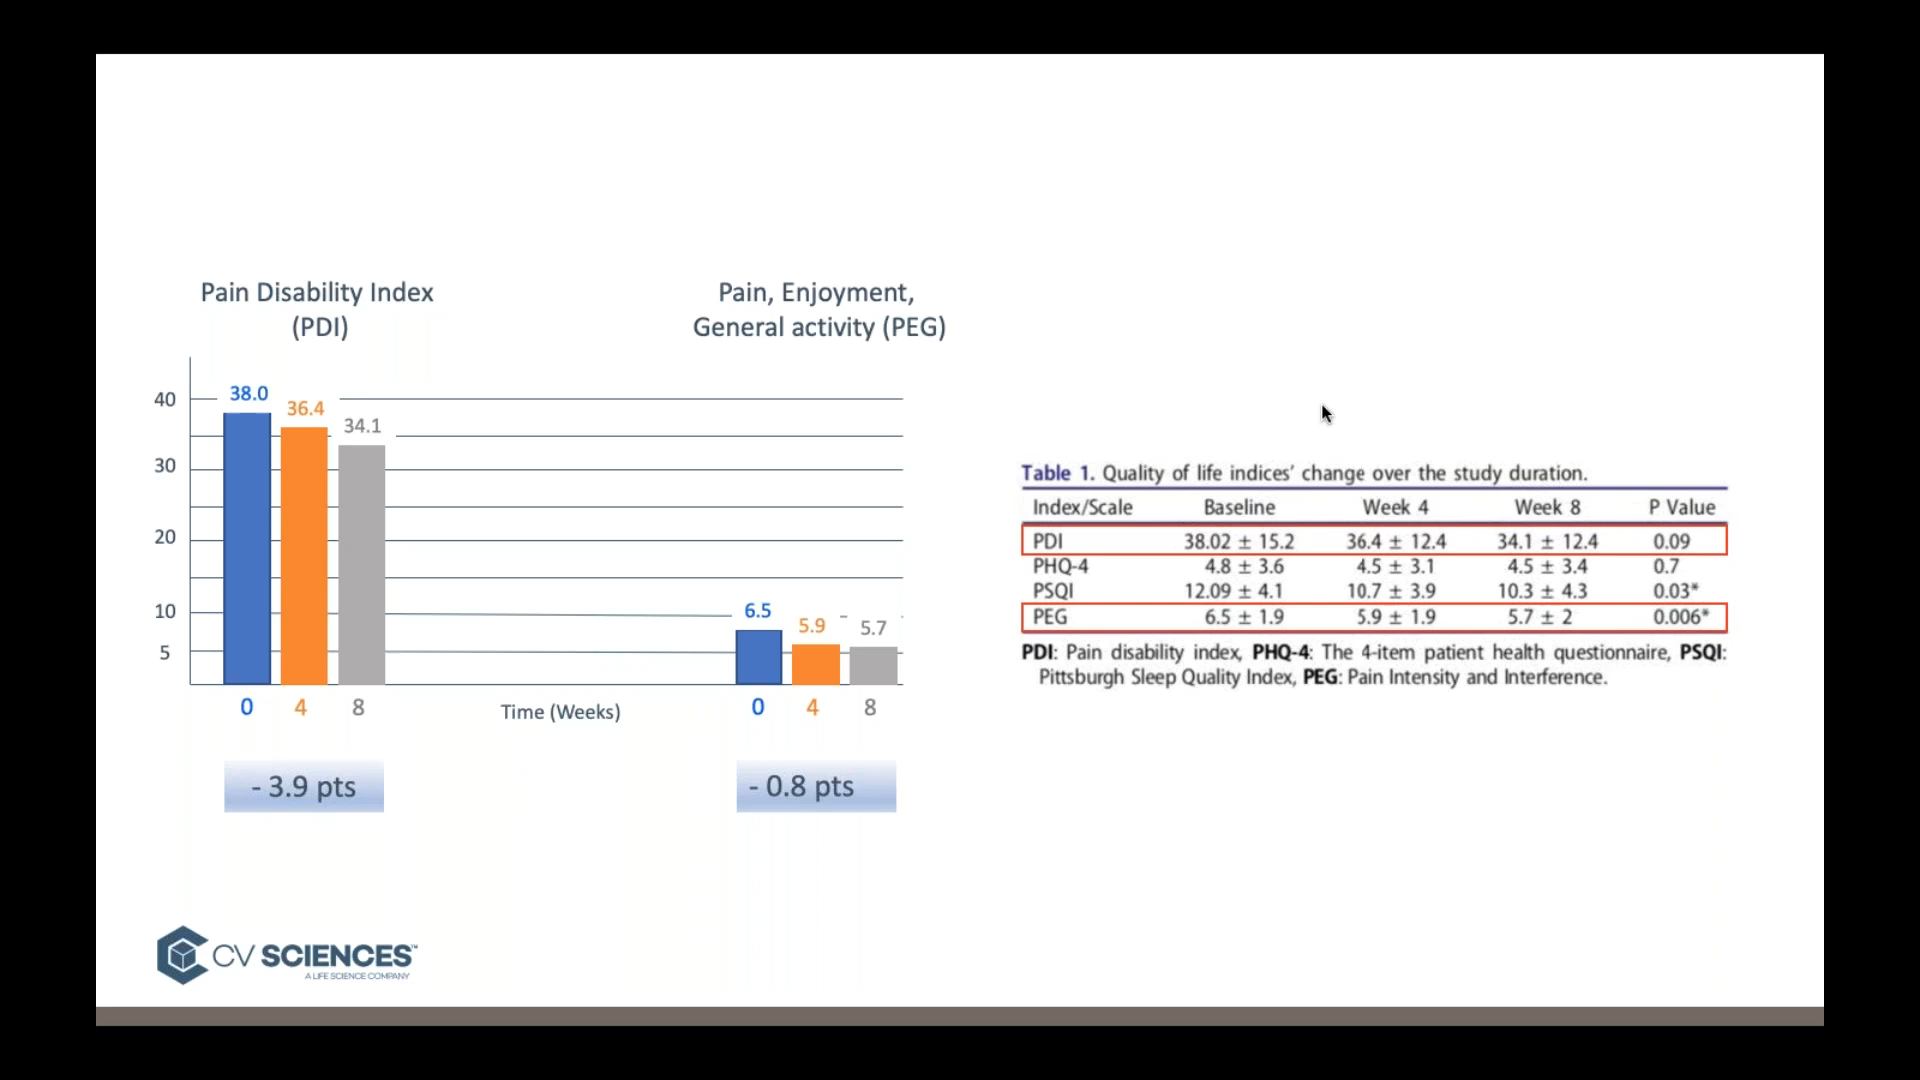 Pain Disability Index
(PDI)
Pain, Enjoyment,
General activity (PEG)
40
30
20
10
5
38.0
36.4
34.1
6.5
5.9
5.7
0
4
8
Time (Weeks)
0
4
8
- 3.9 pts
- 0.8 pts
Table 1. Quality of life indices' change over the study duration.
Index/Scale Baseline Week 4 Week 8 P Value
PDI 38.02 ± 15.2 36.4 ± 12.4 34.1 ± 12.4 0.09
PHQ-4 4.8 ± 3.6 4.5 ± 3.1 4.5 ± 3.4 0.7
PSQI 12.09 ± 4.1 10.7 ± 3.9 10.3 ± 4.3 0.03*
PEG 6.5 ± 1.9 5.9 ± 1.9 5.7 ± 2 0.006*
PDI: Pain disability index, PHQ-4: The 4-item patient health questionnaire, PSQI:
Pittsburgh Sleep Quality Index, PEG: Pain Intensity and Interference.
CV SCIENCES™
A LIFE SCIENCE COMPANY